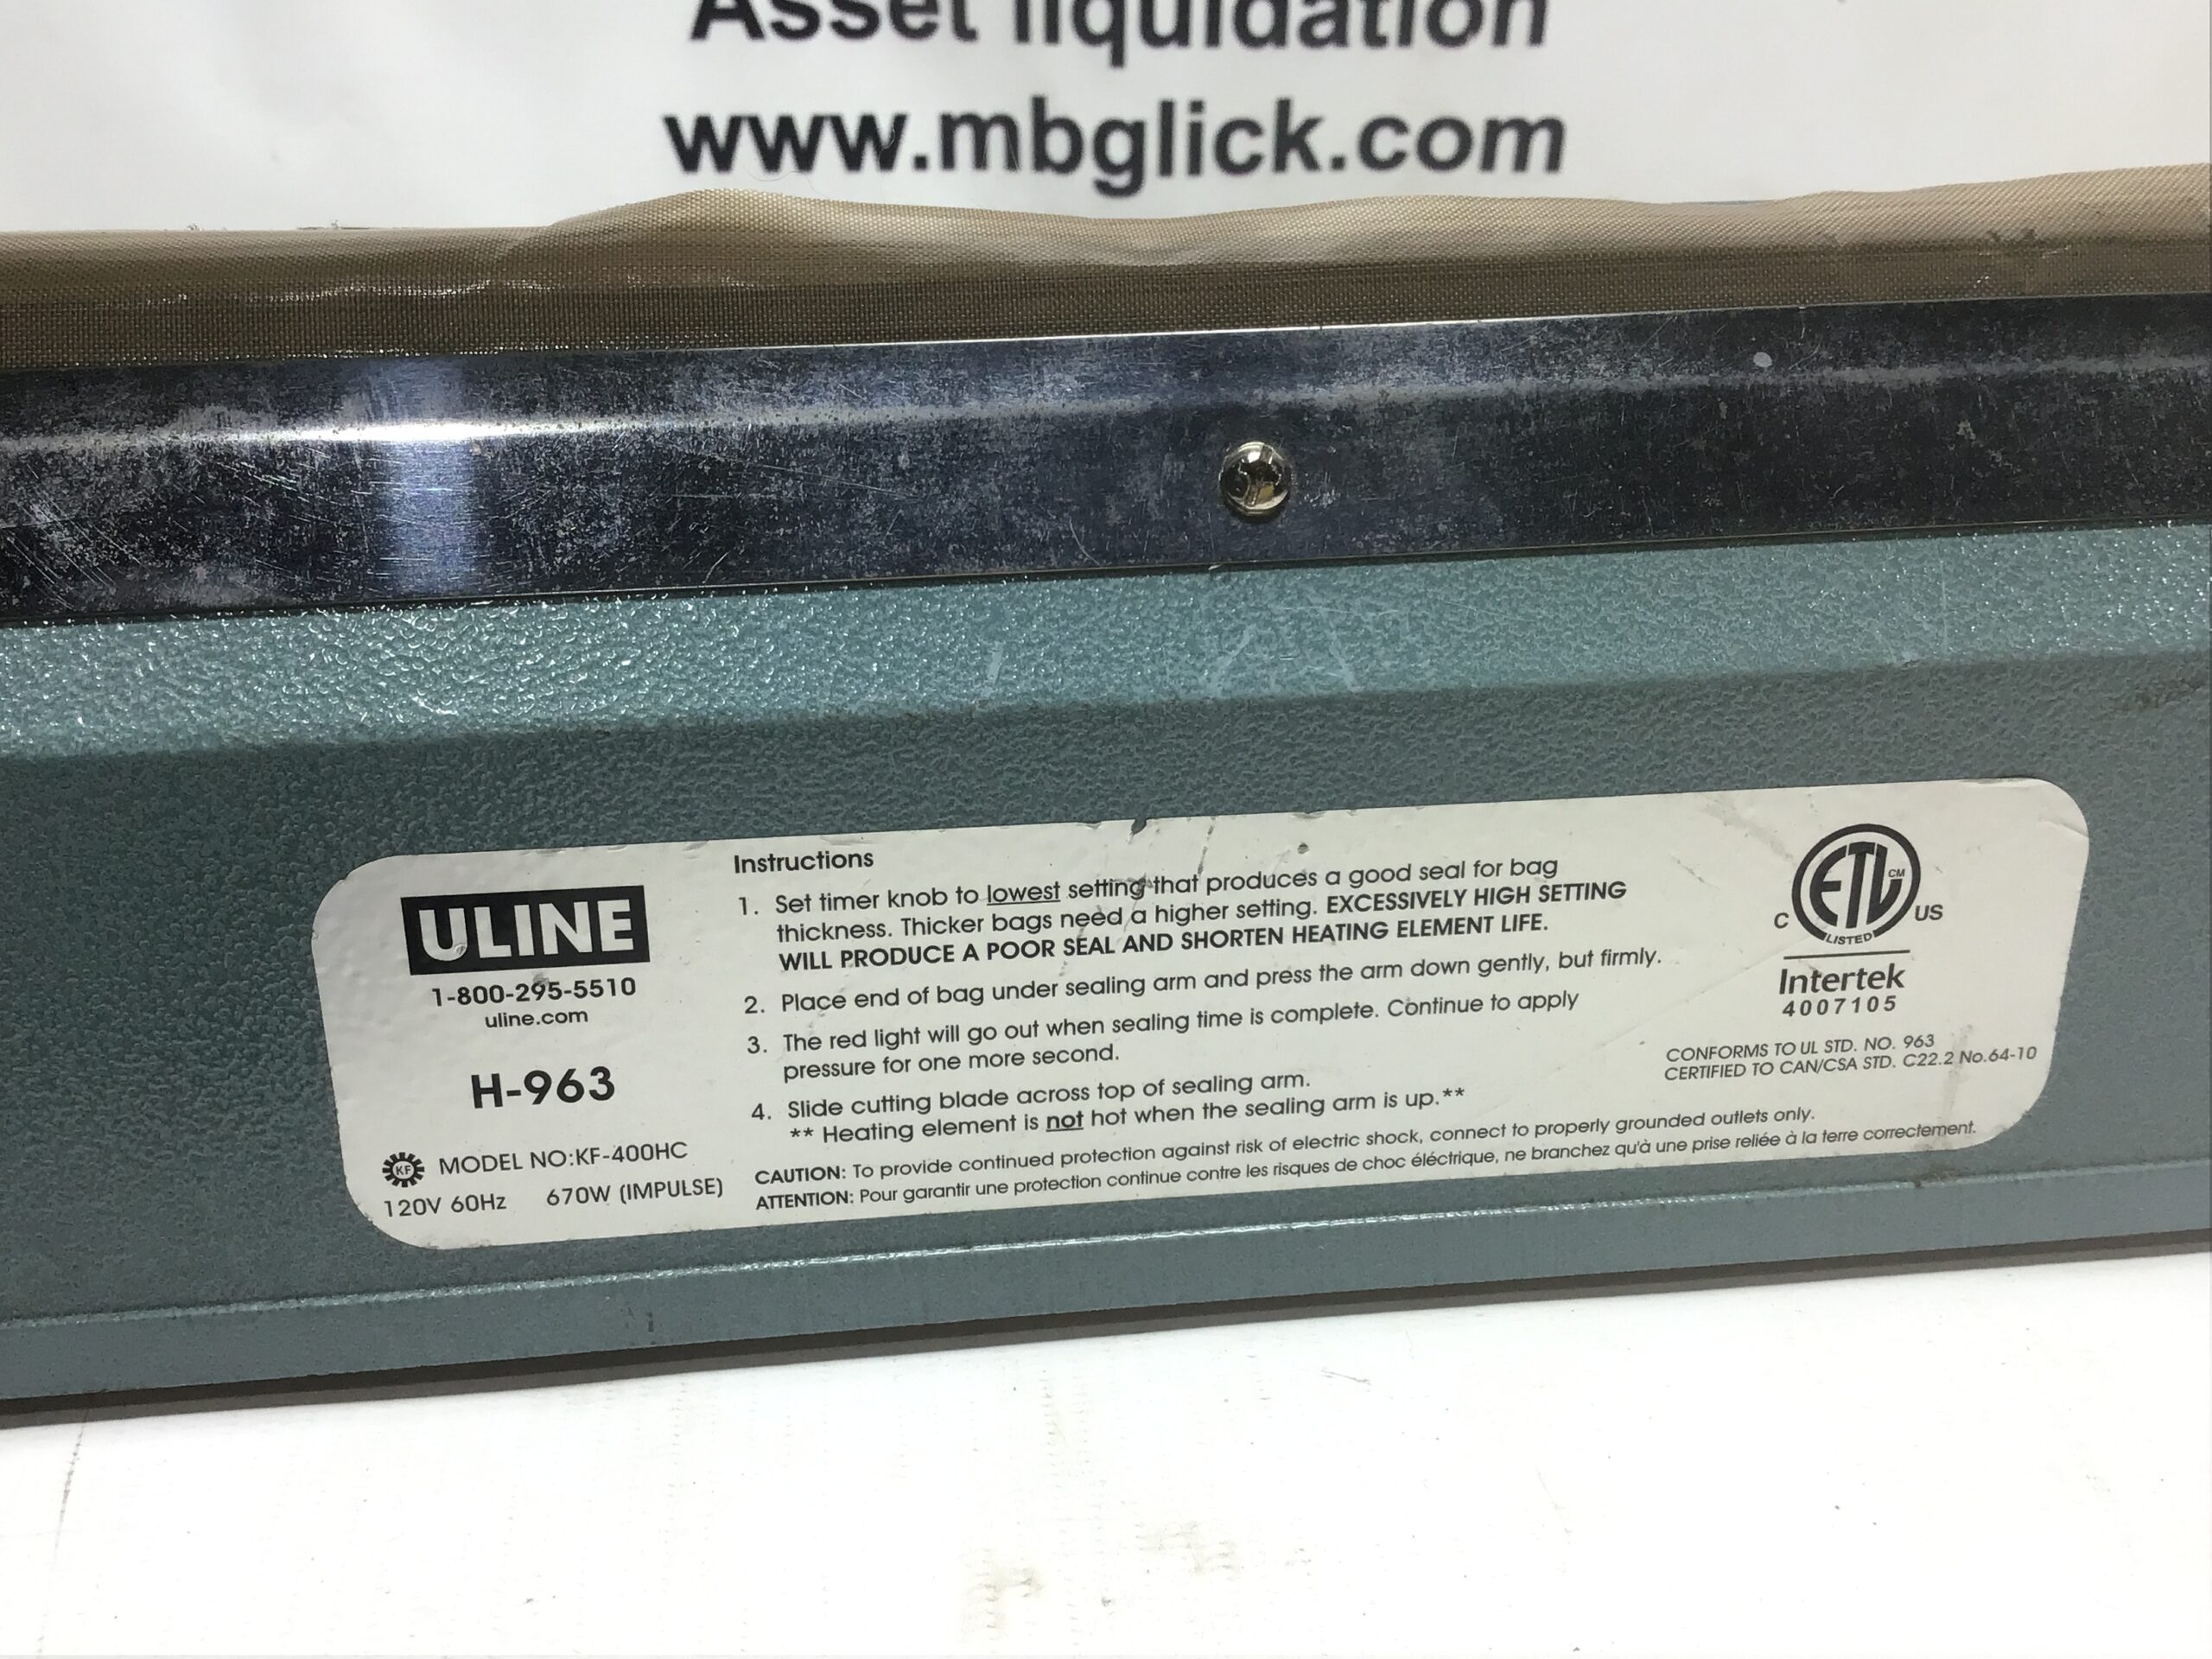 Asset liquidation
www.mbglick.com
ULINE
1-800-295-5510
uline.com
H-963
KF MODEL NO:KF-400HC
120V 60Hz 670W (IMPULSE)
Instructions
1. Set timer knob to lowest setting that produces a good seal for bag
thickness. Thicker bags need a higher setting. EXCESSIVELY HIGH SETTING
WILL PRODUCE A POOR SEAL AND SHORTEN HEATING ELEMENT LIFE.
2. Place end of bag under sealing arm and press the arm down gently, but firmly.
3. The red light will go out when sealing time is complete. Continue to apply
pressure for one more second.
4. Slide cutting blade across top of sealing arm.
** Heating element is not hot when the sealing arm is up.**
CAUTION: To provide continued protection against risk of electric shock, connect to properly grounded outlets only.
ATTENTION: Pour garantir une protection continue contre les risques de choc éléctrique, ne branchez qu'à une prise reliée à la terre correctement.
ETL CM
C US
LISTED
Intertek
4007105
CONFORMS TO UL STD. NO. 963
CERTIFIED TO CAN/CSA STD. C22.2 No.64-10